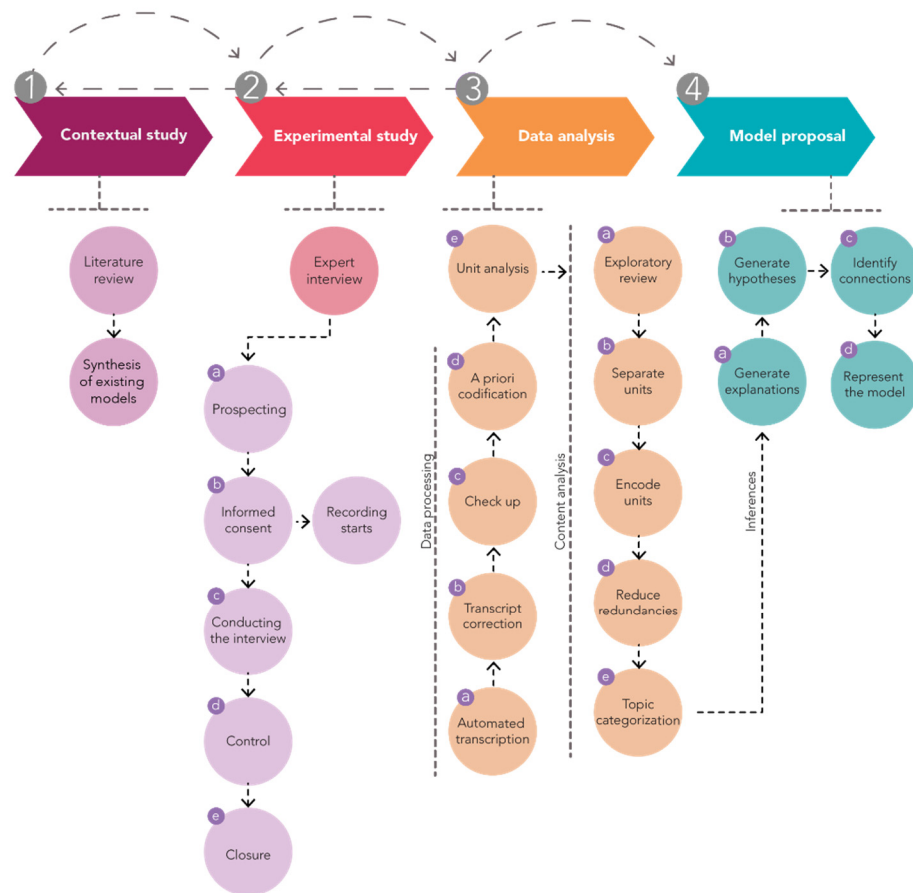 1
2
3
4
Contextual study
Experimental study
Data analysis
Model proposal
Literature
review
Synthesis
of existing
models
Expert
interview
a
Prospecting
b
Informed
consent
Recording
starts
c
Conducting
the interview
d
Control
e
Closure
Data processing
e
Unit analysis
d
A priori
codification
c
Check up
b
Transcript
correction
a
Automated
transcription
Content analysis
a
Exploratory
review
b
Separate
units
c
Encode
units
d
Reduce
redundancies
e
Topic
categorization
Inferences
b
Generate
hypotheses
c
Identify
connections
a
Generate
explanations
d
Represent
the model